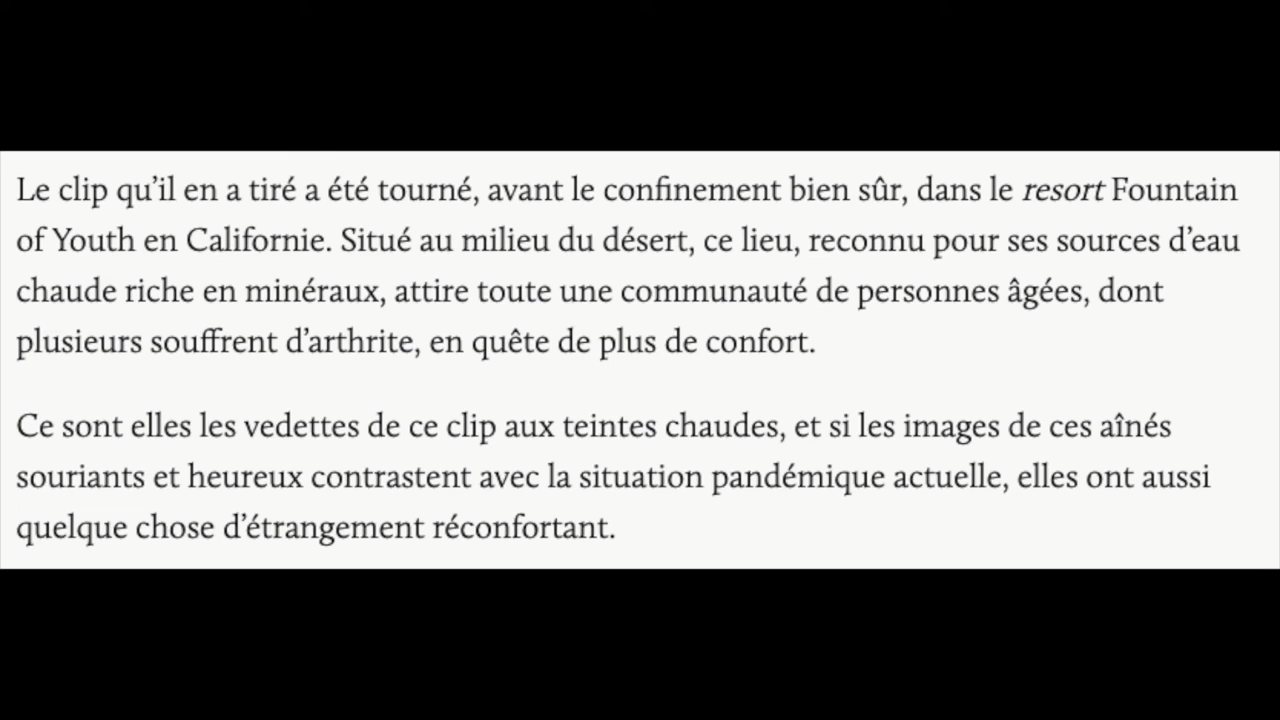 Le clip qu’il en a tiré a été tourné, avant le confinement bien sûr, dans le resort Fountain
of Youth en Californie. Situé au milieu du désert, ce lieu, reconnu pour ses sources d’eau
chaude riche en minéraux, attire toute une communauté de personnes âgées, dont
plusieurs souffrent d’arthrite, en quête de plus de confort.
Ce sont elles les vedettes de ce clip aux teintes chaudes, et si les images de ces aînés
souriants et heureux contrastent avec la situation pandémique actuelle, elles ont aussi
quelque chose d’étrangement réconfortant.